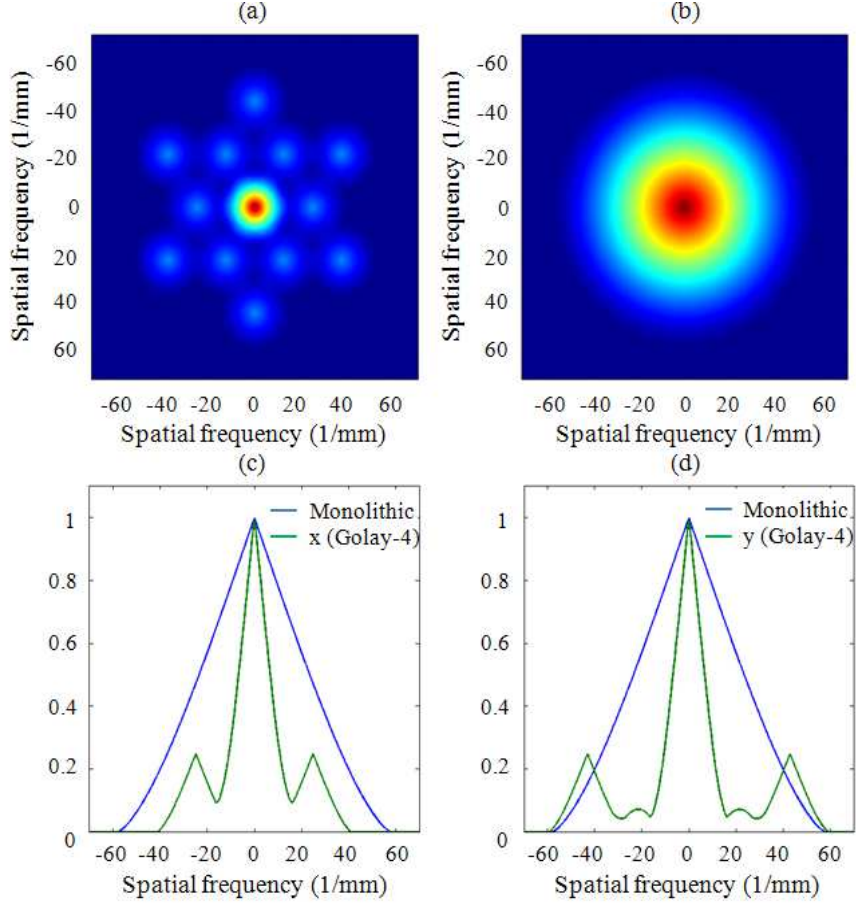 (a)
(b)
Spatial frequency (1/mm)
-60
-40
-20
0
20
40
60
-60 -40 -20 0 20 40 60
Spatial frequency (1/mm)
Spatial frequency (1/mm)
-60
-40
-20
0
20
40
60
-60 -40 -20 0 20 40 60
Spatial frequency (1/mm)
(c)
(d)
1
0.8
0.6
0.4
0.2
0
Monolithic
x (Golay-4)
-60 -40 -20 0 20 40 60
Spatial frequency (1/mm)
1
0.8
0.6
0.4
0.2
0
Monolithic
y (Golay-4)
-60 -40 -20 0 20 40 60
Spatial frequency (1/mm)